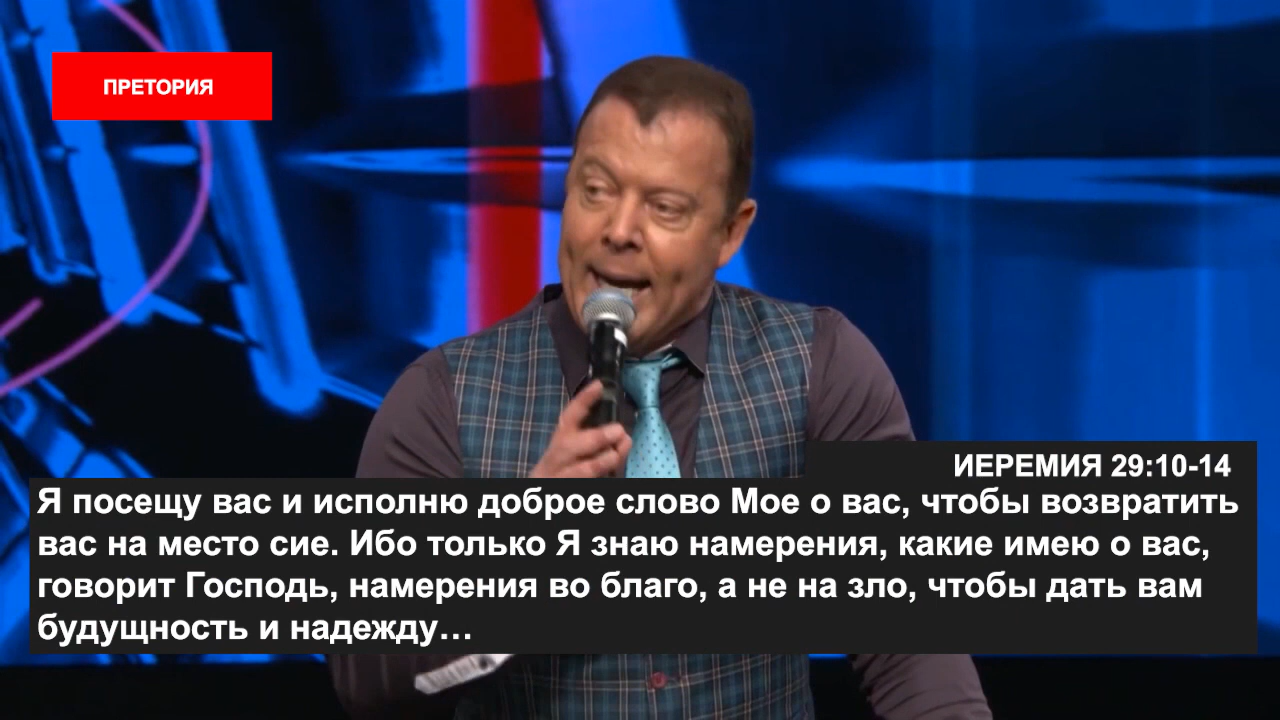 ПРЕТОРИЯ
ИЕРЕМИЯ 29:10-14
Я посещу вас и исполню доброе слово Мое о вас, чтобы возвратить
вас на место сие. Ибо только Я знаю намерения, какие имею о вас,
говорит Господь, намерения во благо, а не на зло, чтобы дать вам
будущность и надежду…